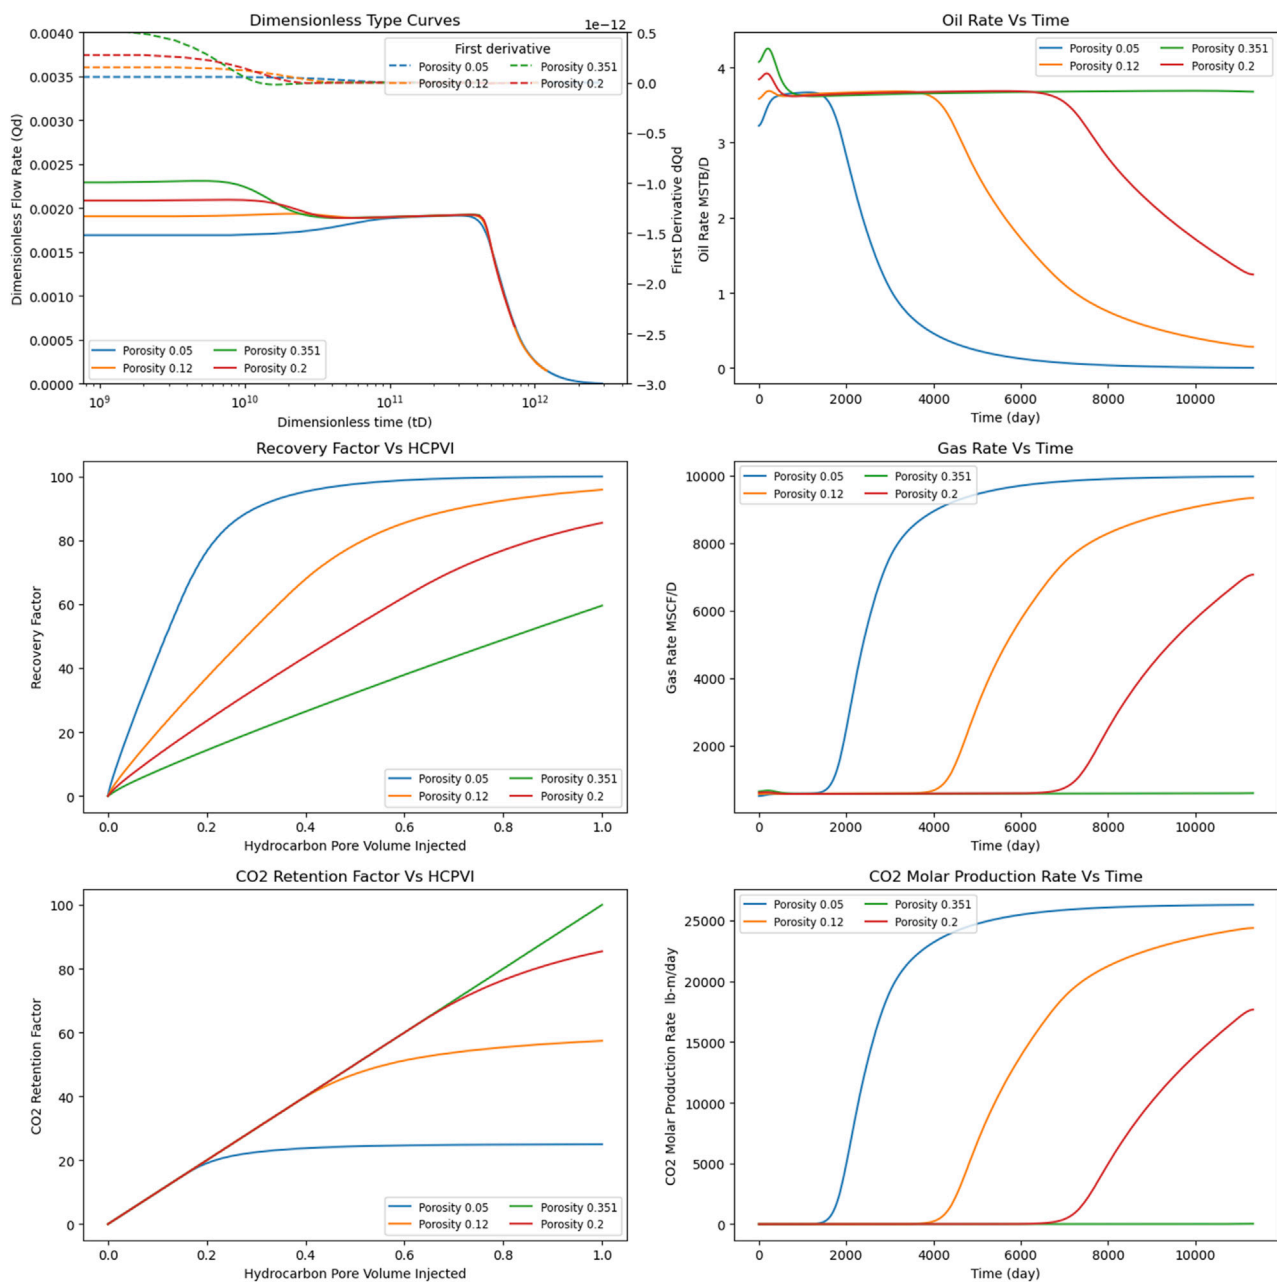 Dimensionless Type Curves
1e−12
0.0040
0.0035
0.0030
0.0025
0.0020
0.0015
0.0010
0.0005
0.0000
Dimensionless Flow Rate (Qd)
First derivative
Porosity 0.05 Porosity 0.351
Porosity 0.12 Porosity 0.2
Porosity 0.05 Porosity 0.351
Porosity 0.12 Porosity 0.2
0.5
0.0
−0.5
−1.0
−1.5
−2.0
−2.5
−3.0
First Derivative dQd
10⁹ 10¹⁰ 10¹¹ 10¹²
Dimensionless time (tD)
Oil Rate Vs Time
Porosity 0.05 Porosity 0.351
Porosity 0.12 Porosity 0.2
4
3
2
1
0
Oil Rate MSTB/D
0 2000 4000 6000 8000 10000
Time (day)
Recovery Factor Vs HCPVI
100
80
60
40
20
0
Recovery Factor
Porosity 0.05 Porosity 0.351
Porosity 0.12 Porosity 0.2
0.0 0.2 0.4 0.6 0.8 1.0
Hydrocarbon Pore Volume Injected
Gas Rate Vs Time
Porosity 0.05 Porosity 0.351
Porosity 0.12 Porosity 0.2
10000
8000
6000
4000
2000
Gas Rate MSCF/D
0 2000 4000 6000 8000 10000
Time (day)
CO2 Retention Factor Vs HCPVI
100
80
60
40
20
0
CO2 Retention Factor
Porosity 0.05 Porosity 0.351
Porosity 0.12 Porosity 0.2
0.0 0.2 0.4 0.6 0.8 1.0
Hydrocarbon Pore Volume Injected
CO2 Molar Production Rate Vs Time
Porosity 0.05 Porosity 0.351
Porosity 0.12 Porosity 0.2
25000
20000
15000
10000
5000
0
CO2 Molar Production Rate lb-m/day
0 2000 4000 6000 8000 10000
Time (day)